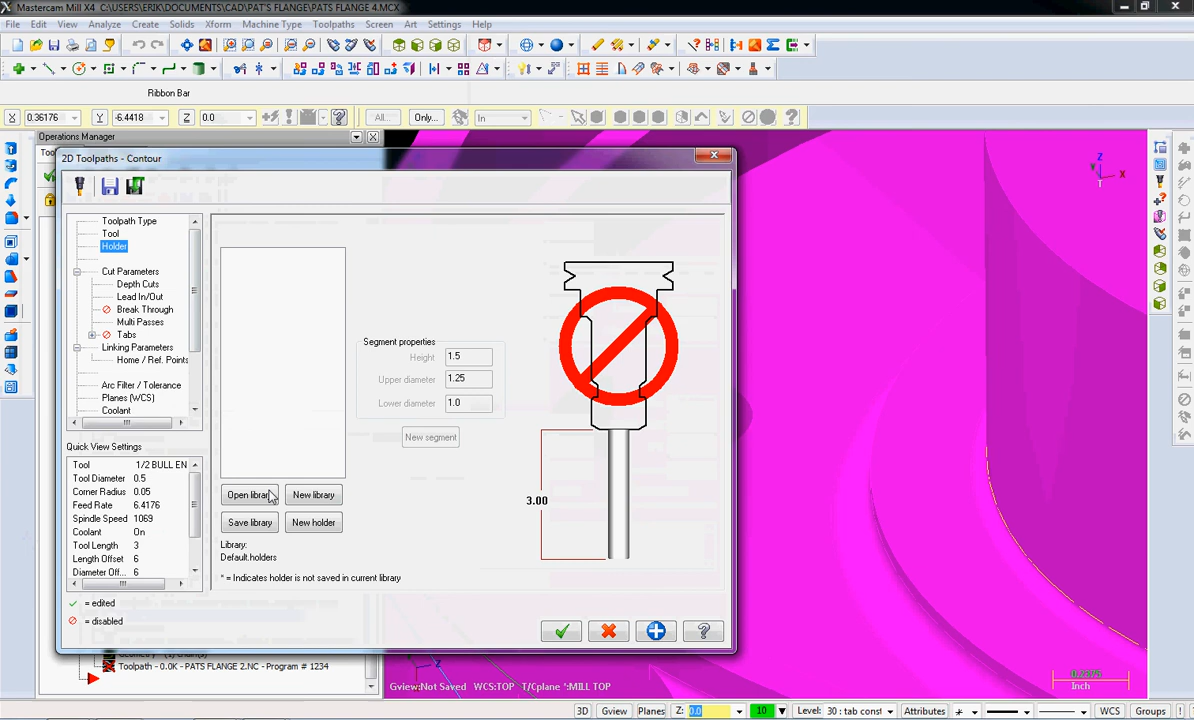 Mastercam Mill X4 C:\USERS\ERIK\DOCUMENTS\CAD\PAT'S FLANGE\PATS FLANGE 4.MCX
File Edit View Analyze Create Solids Xform Machine Type Toolpaths Screen Art Settings Help
Ribbon Bar
X 0.36176 Y -6.4418 Z 0.0 All... Only... In
Operations Manager
2D Toolpaths - Contour
Toolpath Type
Tool
Holder
Cut Parameters
Depth Cuts
Lead In/Out
Break Through
Multi Passes
Tabs
Linking Parameters
Home / Ref. Points
Arc Filter / Tolerance
Planes (WCS)
Coolant
Quick View Settings
Tool 1/2 BULL EN
Tool Diameter 0.5
Corner Radius 0.05
Feed Rate 6.4176
Spindle Speed 1069
Coolant On
Tool Length 3
Length Offset 6
Diameter Off... 6
= edited
= disabled
Segment properties
Height 1.5
Upper diameter 1.25
Lower diameter 1.0
New segment
Open library New library
Save library New holder
Library:
Default.holders
* = Indicates holder is not saved in current library
3.00
Z
X
Toolpath - 0.0K - PATS FLANGE 2.NC - Program # 1234
Z
Gview:Not Saved WCS:TOP T/Cplane *:MILL TOP
0.2375
Inch
3D Gview Planes Z: 0.0 10 Level: 30 : tab const Attributes WCS Groups